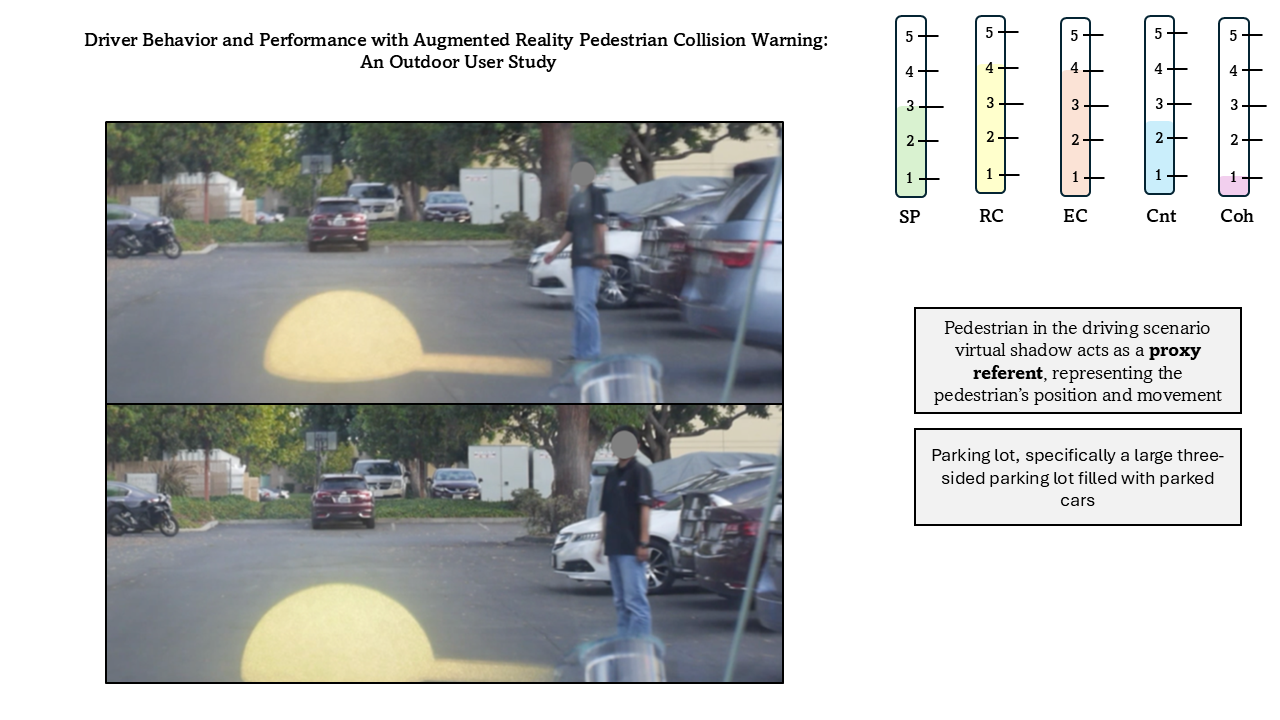 Driver Behavior and Performance with Augmented Reality Pedestrian Collision Warning:
An Outdoor User Study
5 5 5 5 5
4 4 4 4 4
3 3 3 3 3
2 2 2 2 2
1 1 1 1 1
SP RC EC Cnt Coh
Pedestrian in the driving scenario
virtual shadow acts as a proxy
referent, representing the
pedestrian’s position and movement
Parking lot, specifically a large three-
sided parking lot filled with parked
cars